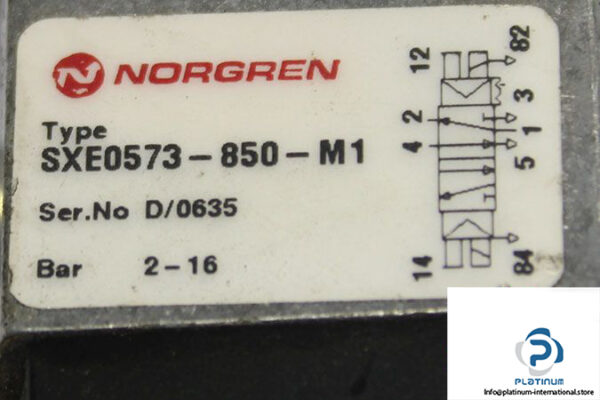 NORGREN
Type
SXE0573-850-M1
Ser.No D/0635
Bar 2-16
12 82
3
2 1
4 5
14 84
PLATINUM
Info@platinum-international.store